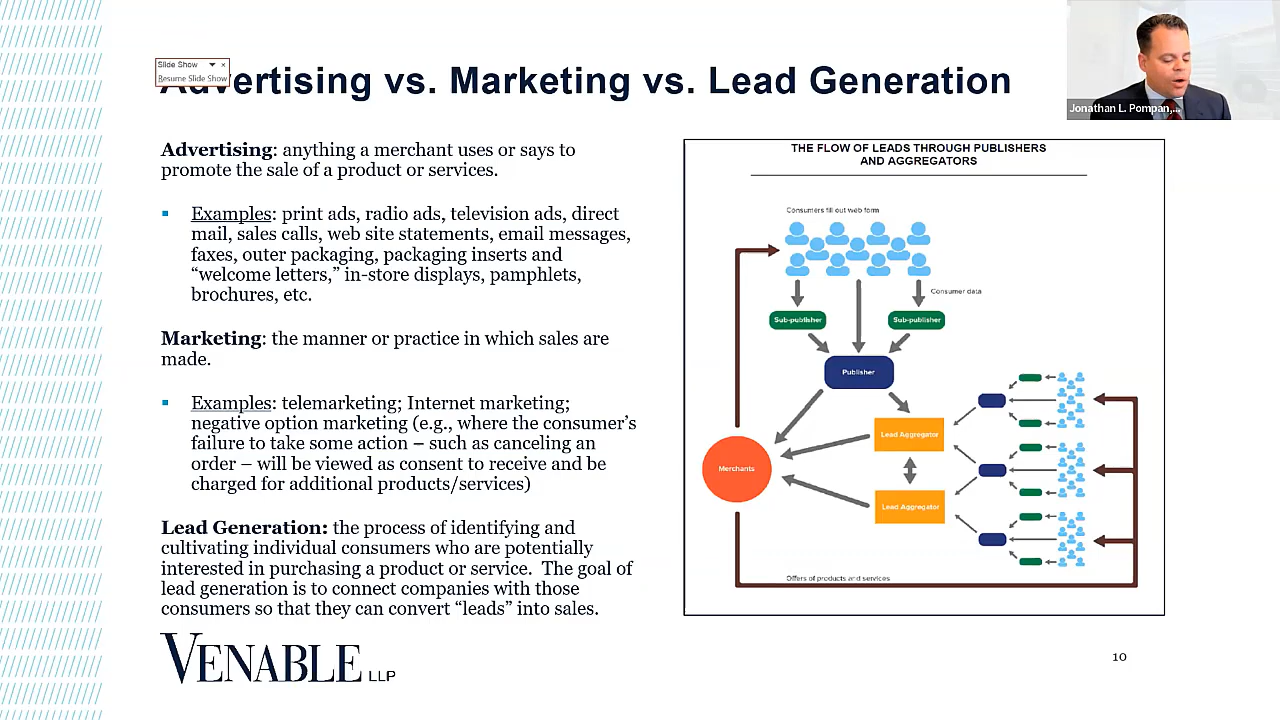 Slide Show
Resume Slide Show
Advertising vs. Marketing vs. Lead Generation
Jonathan L. Pompan,...
Advertising: anything a merchant uses or says to
promote the sale of a product or services.
Examples: print ads, radio ads, television ads, direct
mail, sales calls, web site statements, email messages,
faxes, outer packaging, packaging inserts and
“welcome letters,” in-store displays, pamphlets,
brochures, etc.
Marketing: the manner or practice in which sales are
made.
Examples: telemarketing; Internet marketing;
negative option marketing (e.g., where the consumer’s
failure to take some action – such as canceling an
order – will be viewed as consent to receive and be
charged for additional products/services)
Lead Generation: the process of identifying and
cultivating individual consumers who are potentially
interested in purchasing a product or service.  The goal of
lead generation is to connect companies with those
consumers so that they can convert “leads” into sales.
THE FLOW OF LEADS THROUGH PUBLISHERS
AND AGGREGATORS
Consumers fill out web form
Consumer data
Sub-publisher
Sub-publisher
Publisher
Lead Aggregator
Merchants
Lead Aggregator
Offers of products and services
VENABLE LLP
10